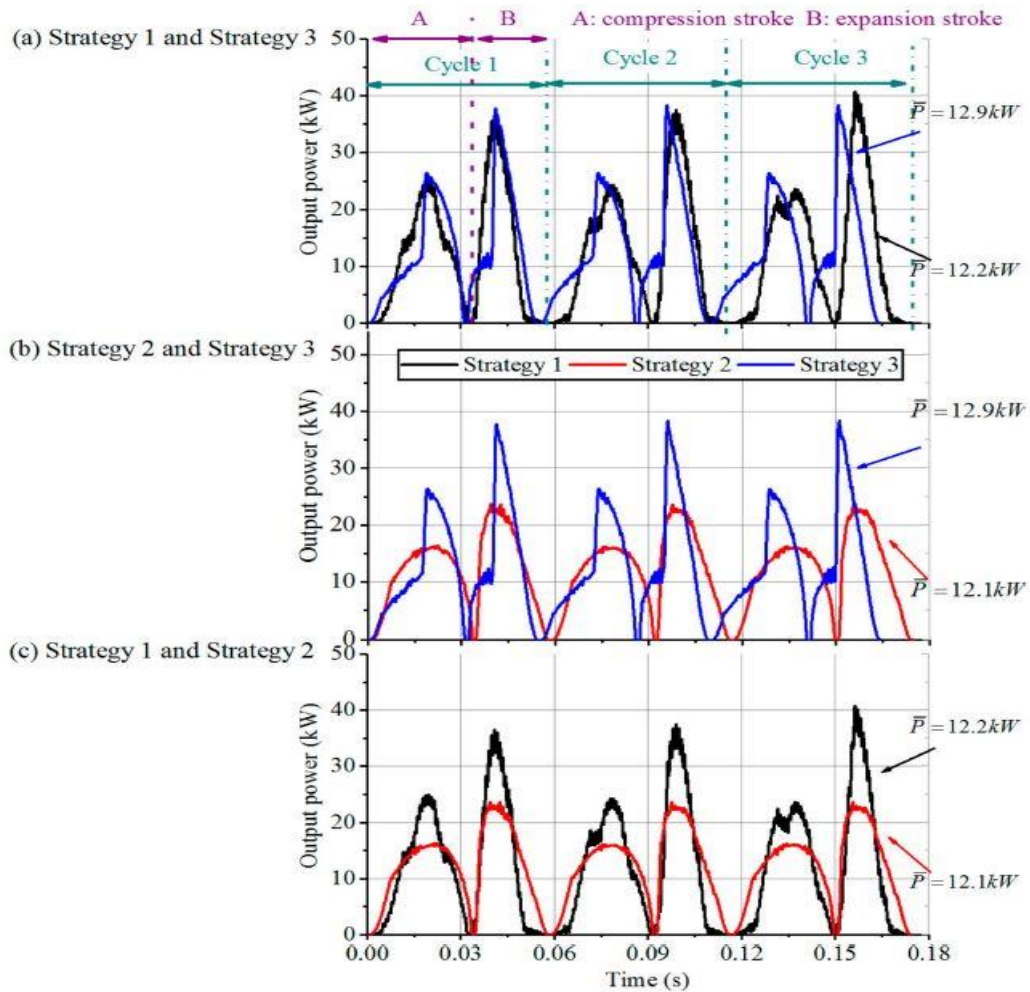 A B A: compression stroke B: expansion stroke
(a) Strategy 1 and Strategy 3
Cycle 1 Cycle 2 Cycle 3
50
40
30
20
10
0
Output power (kW)
P̅ = 12.9kW
P̅ = 12.2kW
(b) Strategy 2 and Strategy 3
Strategy 1 Strategy 2 Strategy 3
50
40
30
20
10
0
Output power (kW)
P̅ = 12.9kW
P̅ = 12.1kW
(c) Strategy 1 and Strategy 2
50
40
30
20
10
0
Output power (kW)
P̅ = 12.2kW
P̅ = 12.1kW
0.00 0.03 0.06 0.09 0.12 0.15 0.18
Time (s)